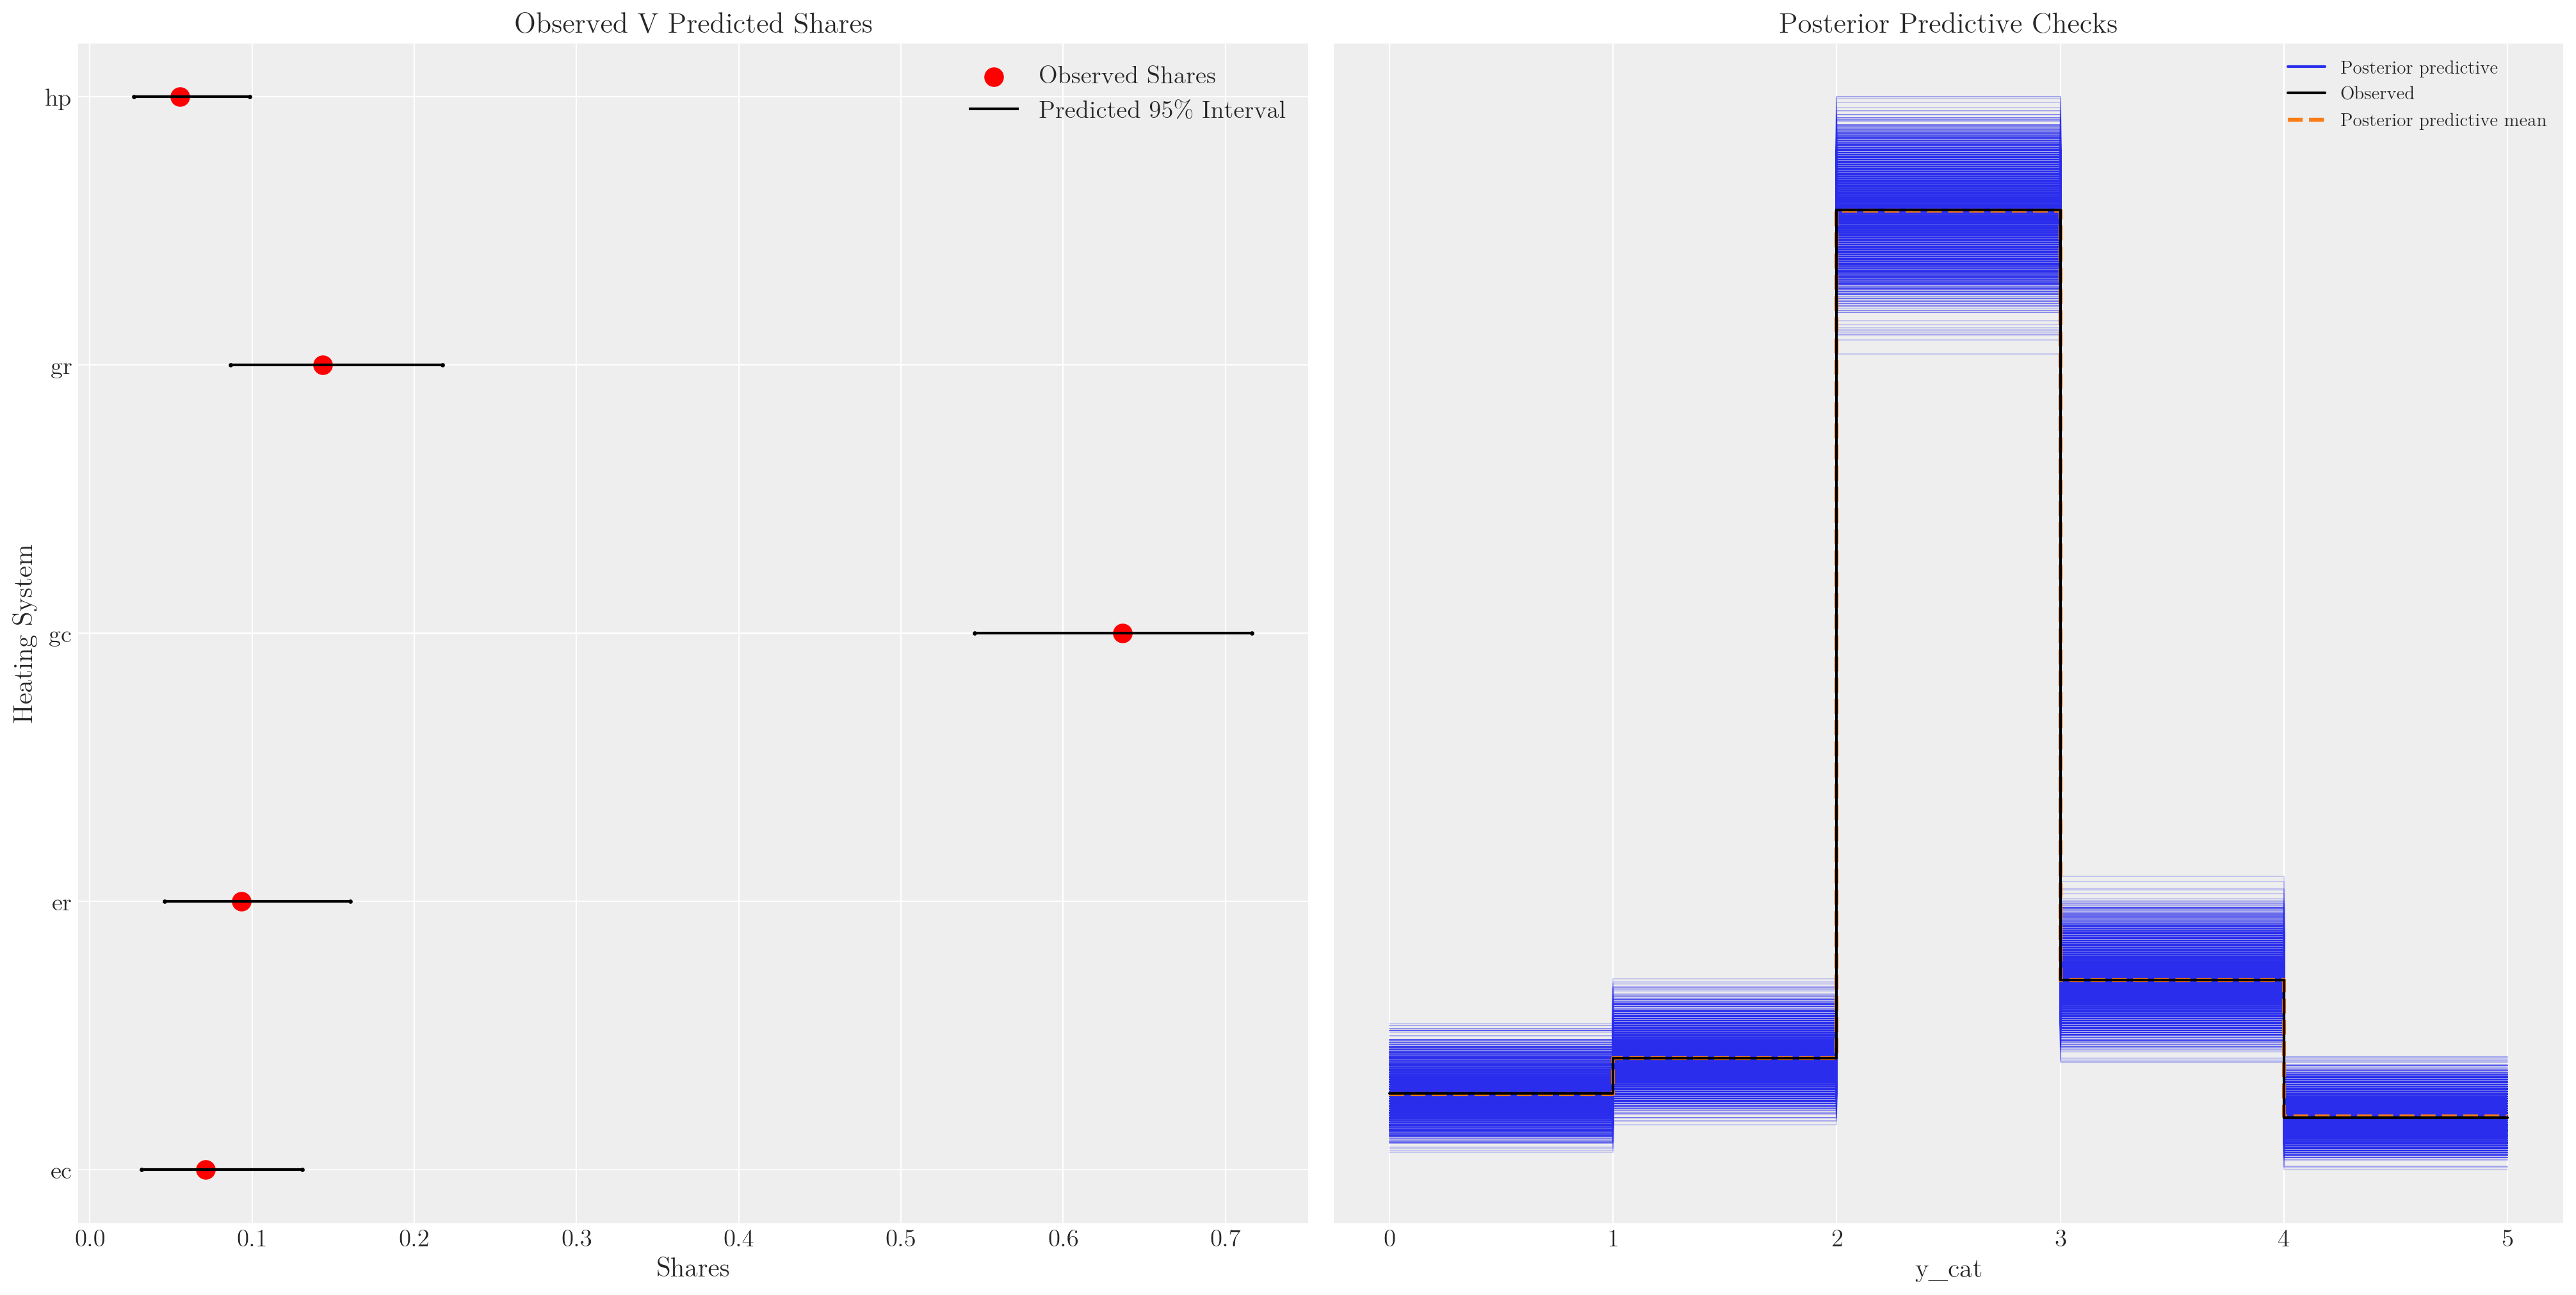 Observed V Predicted Shares
Observed Shares
Predicted 95% Interval
hp
gr
gc
er
ec
Heating System
0.0 0.1 0.2 0.3 0.4 0.5 0.6 0.7
Shares
Posterior Predictive Checks
Posterior predictive
Observed
Posterior predictive mean
0 1 2 3 4 5
y_cat